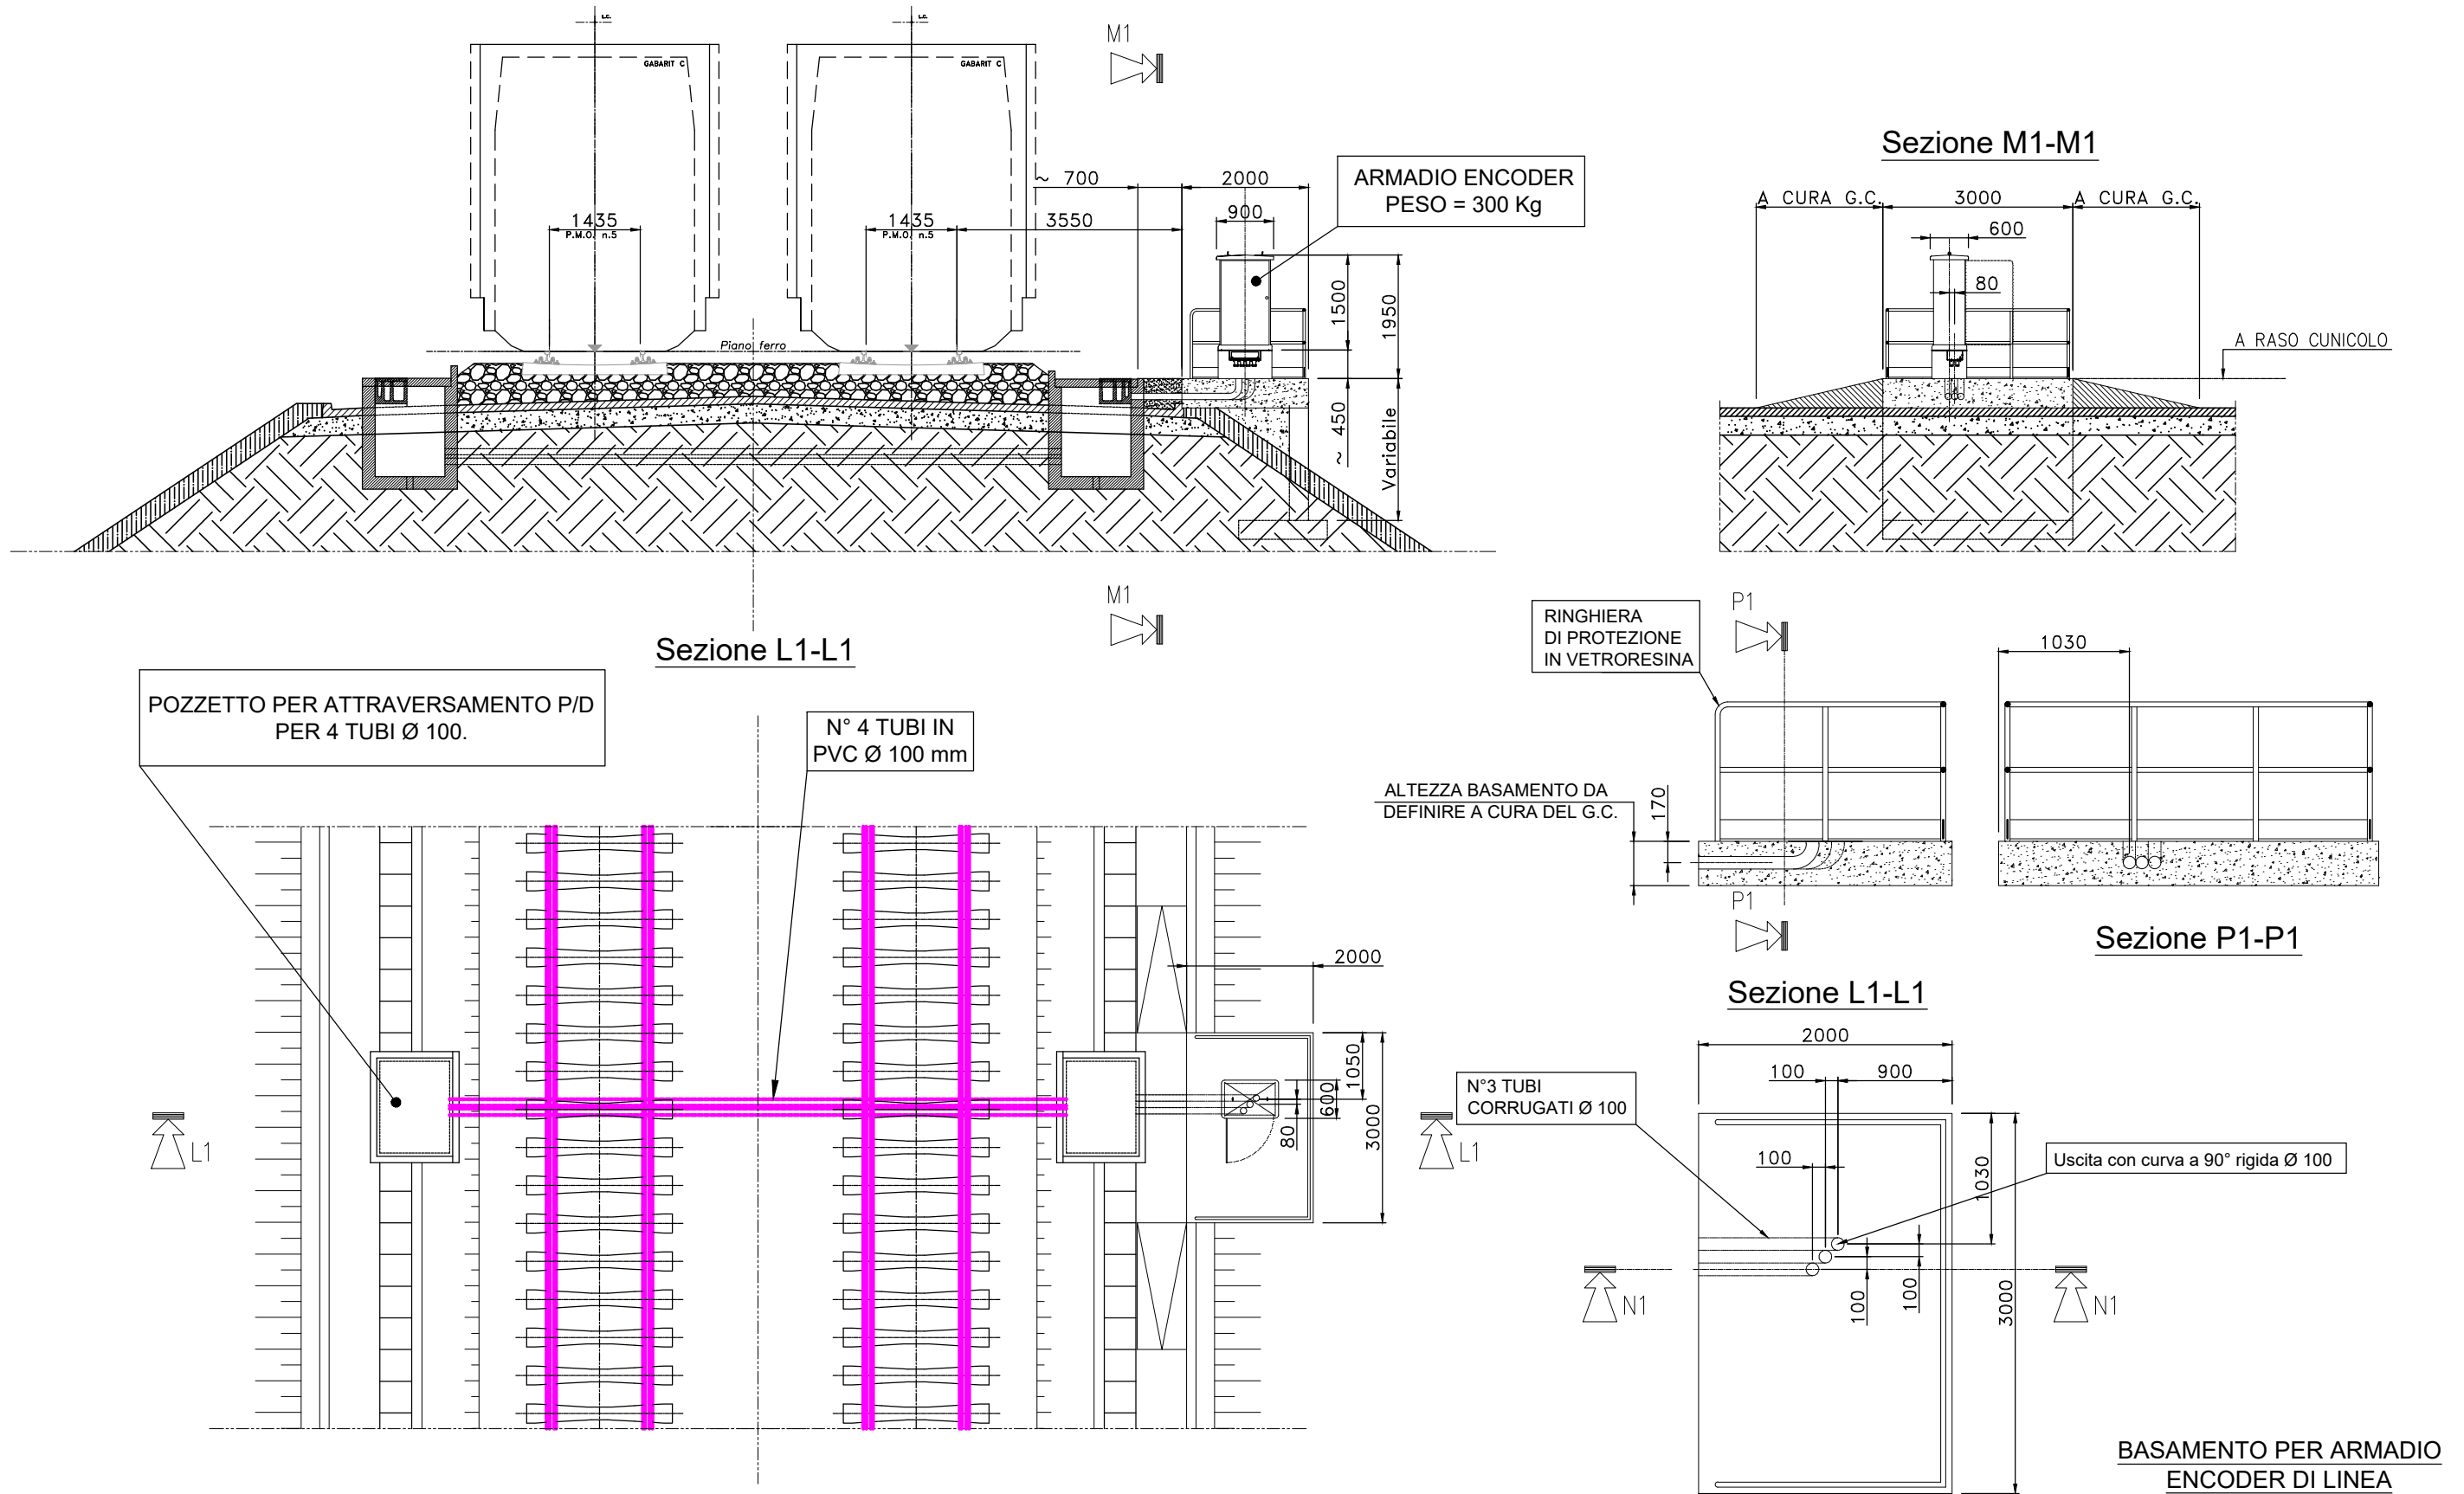 L.C.
L.C.
GABARIT C
GABARIT C
M1
~ 700
2000
1435
P.M.O. n.5
1435
P.M.O. n.5
3550
900
ARMADIO ENCODER
PESO = 300 Kg
1500
1950
Piano ferro
~ 450
Variabile
M1
Sezione L1-L1
Sezione M1-M1
A CURA G.C.
3000
A CURA G.C.
600
80
A RASO CUNICOLO
POZZETTO PER ATTRAVERSAMENTO P/D
PER 4 TUBI Ø 100.
N° 4 TUBI IN
PVC Ø 100 mm
2000
1050
600
80
3000
L1
L1
RINGHIERA
DI PROTEZIONE
IN VETRORESINA
P1
1030
ALTEZZA BASAMENTO DA
DEFINIRE A CURA DEL G.C.
170
P1
Sezione P1-P1
Sezione L1-L1
2000
100
900
N°3 TUBI
CORRUGATI Ø 100
100
1030
Uscita con curva a 90° rigida Ø 100
100
100
3000
N1
N1
BASAMENTO PER ARMADIO
ENCODER DI LINEA